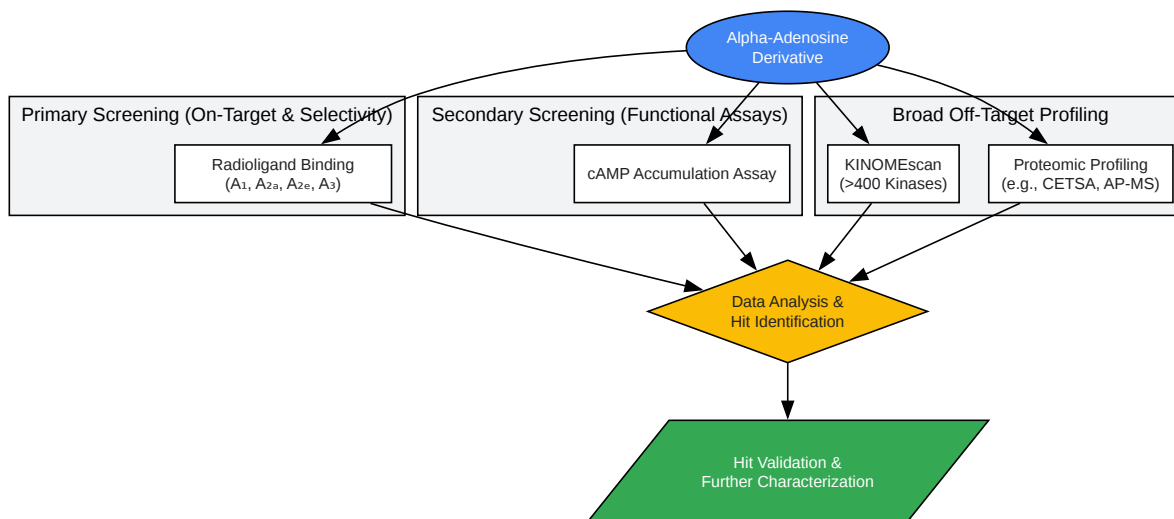 Alpha-Adenosine
Derivative
Primary Screening (On-Target & Selectivity)
Secondary Screening (Functional Assays)
Broad Off-Target Profiling
Radioligand Binding
(A₁, A₂ₐ, A₂ₑ, A₃)
cAMP Accumulation Assay
KINOMEscan
(>400 Kinases)
Proteomic Profiling
(e.g., CETSA, AP-MS)
Data Analysis &
Hit Identification
Hit Validation &
Further Characterization